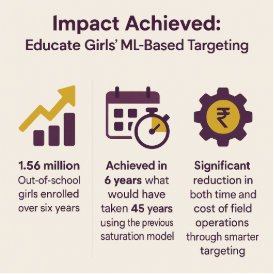 Impact Achieved:
Educate Girls' ML-Based Targeting
1.56 million
Out-of-school
girls enrolled
over six years
Achieved in
6 years what
would have
taken 45 years
using the previous
saturation model
₹
Significant
reduction in
both time and
cost of field
operations
through smarter
targeting